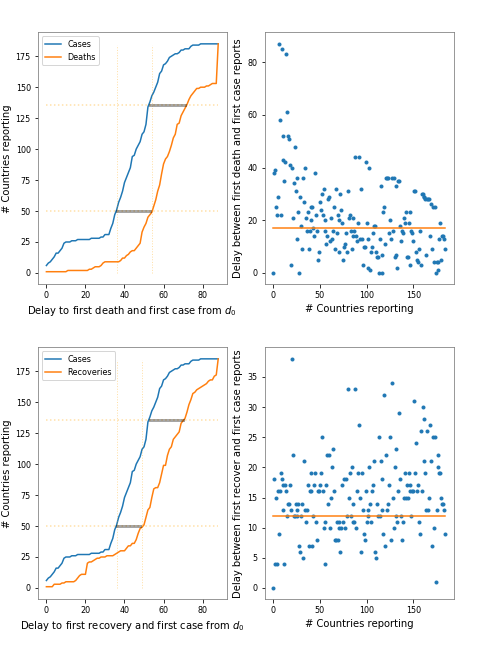 Cases
Deaths
# Countries reporting
175
150
125
100
75
50
25
0
0 20 40 60 80
Delay to first death and first case from d0
Delay between first death and first case reports
80
60
40
20
0
0 50 100 150
# Countries reporting
Cases
Recoveries
# Countries reporting
175
150
125
100
75
50
25
0
0 20 40 60 80
Delay to first recovery and first case from d0
Delay between first recover and first case reports
35
30
25
20
15
10
5
0
0 50 100 150
# Countries reporting